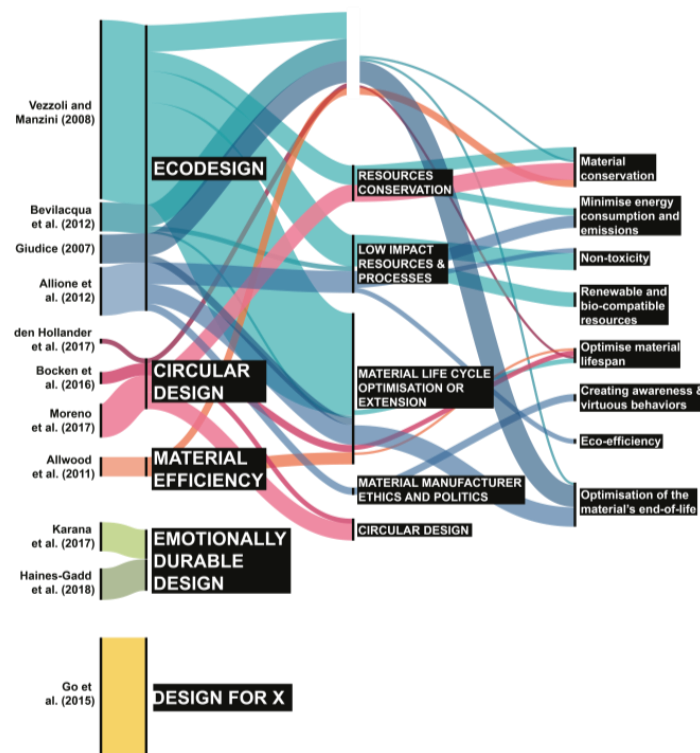 Vezzoli and
Manzini (2008)
Bevilacqua
et al. (2012)
Giudice (2007)
Allione et
al. (2012)
den Hollander
et al. (2017)
Bocken et
al. (2016)
Moreno
et al. (2017)
Allwood
et al. (2011)
Karana
et al. (2017)
Haines-Gadd
et al. (2018)
Go et
al. (2015)
ECODESIGN
CIRCULAR
DESIGN
MATERIAL
EFFICIENCY
EMOTIONALLY
DURABLE
DESIGN
DESIGN FOR X
RESOURCES
CONSERVATION
LOW IMPACT
RESOURCES &
PROCESSES
MATERIAL LIFE CYCLE
OPTIMISATION OR
EXTENSION
MATERIAL MANUFACTURER
ETHICS AND POLITICS
CIRCULAR DESIGN
Material
conservation
Minimise energy
consumption and
emissions
Non-toxicity
Renewable and
bio-compatible
resources
Optimise material
lifespan
Creating awareness &
virtuous behaviors
Eco-efficiency
Optimisation of the
material's end-of-life